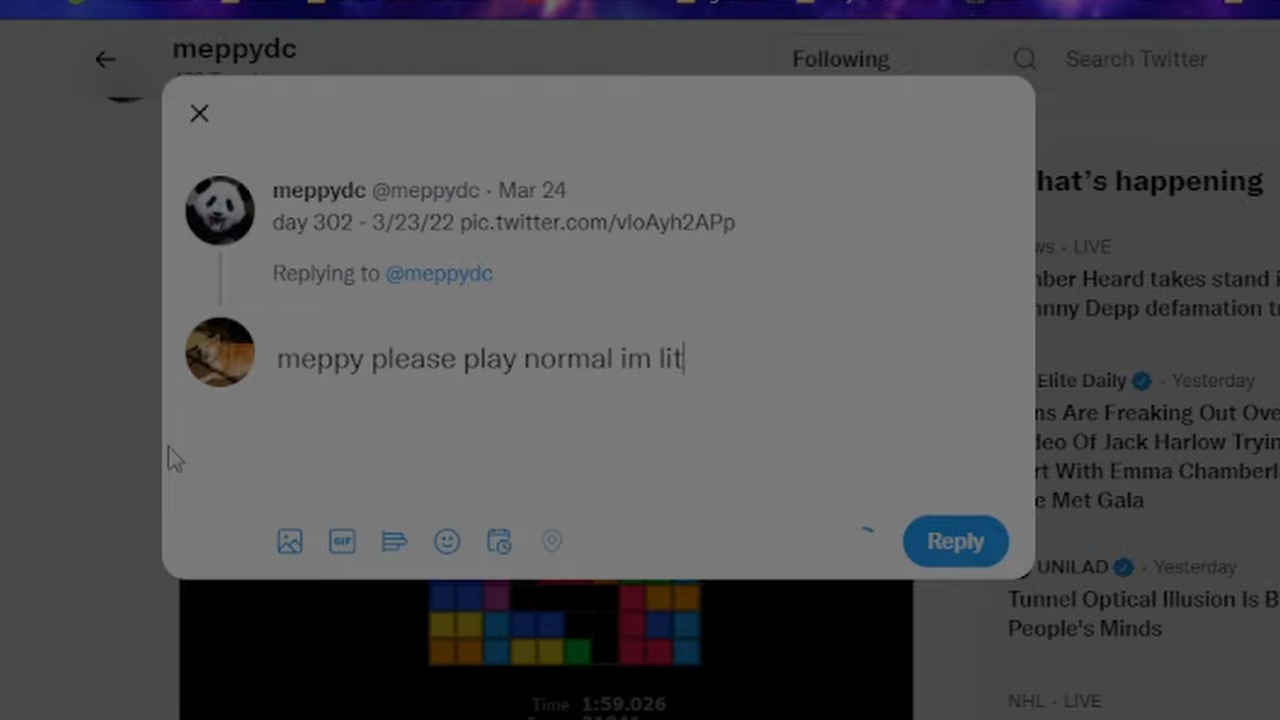 meppydc
Following
Search Twitter
meppydc @meppydc · Mar 24
day 302 - 3/23/22 pic.twitter.com/vloAyh2APp
Replying to @meppydc
meppy please play normal im lit
GIF
Reply
hat's happening
ws · LIVE
ber Heard takes stand i
nny Depp defamation t
Elite Daily · Yesterday
ns Are Freaking Out Ove
deo Of Jack Harlow Tryin
rt With Emma Chamberl
e Met Gala
UNILAD · Yesterday
Tunnel Optical Illusion Is B
People's Minds
NHL · LIVE
Time 1:59.026